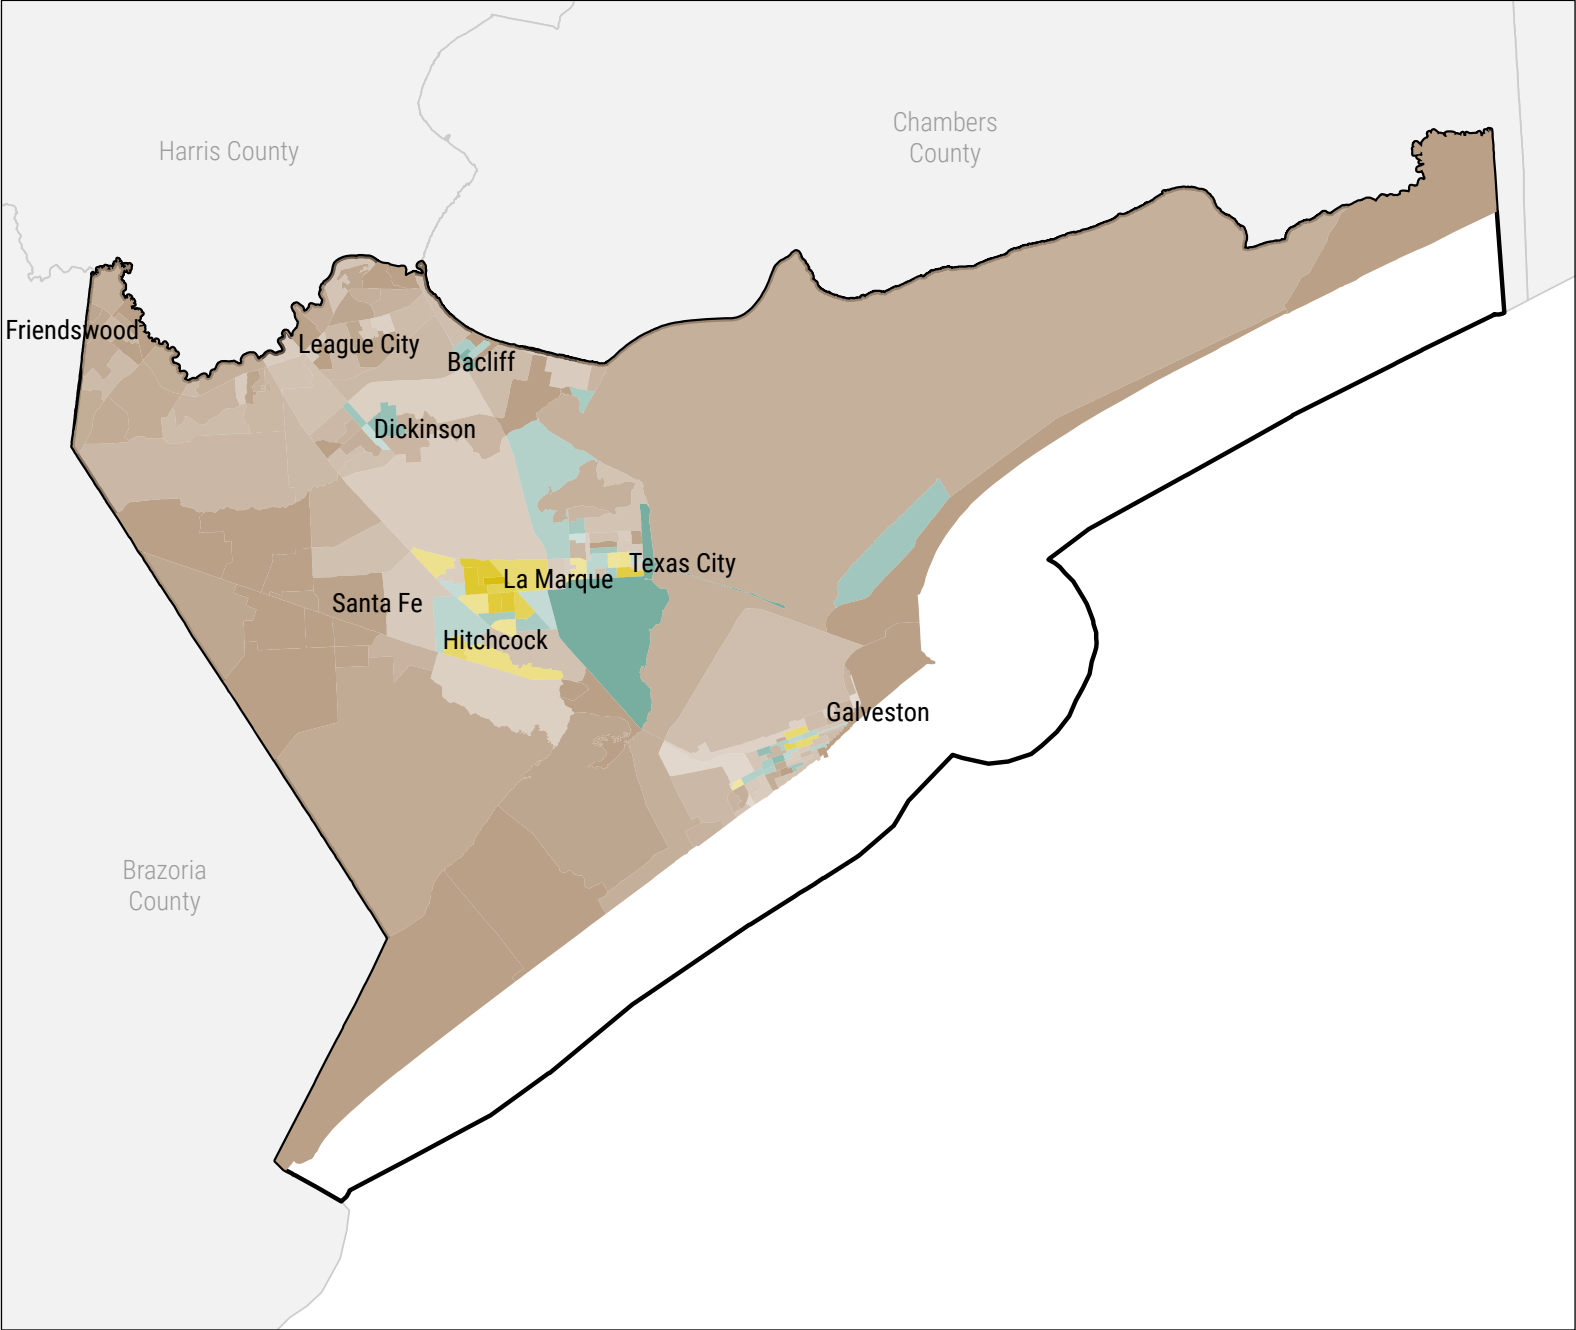 Chambers
County
Harris County
Friendswood
League City
Bacliff
Dickinson
Texas City
La Marque
Santa Fe
Hitchcock
Galveston
Brazoria
County